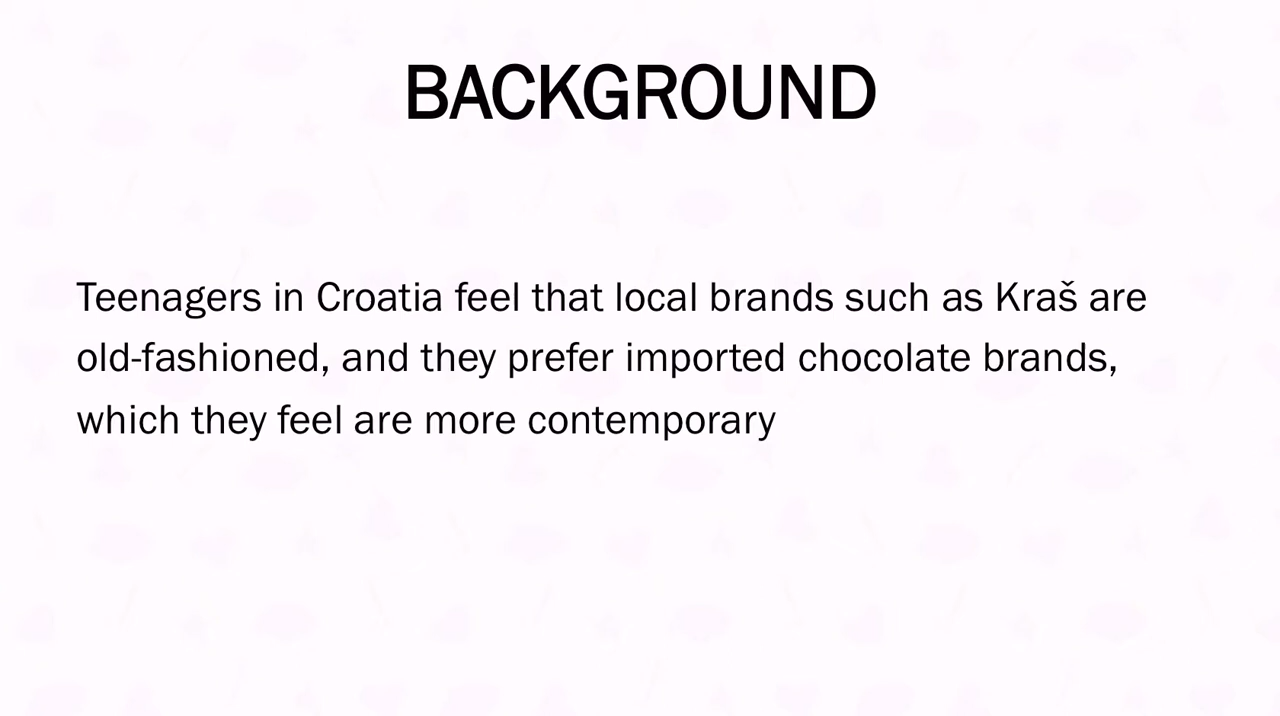 BACKGROUND
Teenagers in Croatia feel that local brands such as Kraš are
old-fashioned, and they prefer imported chocolate brands,
which they feel are more contemporary